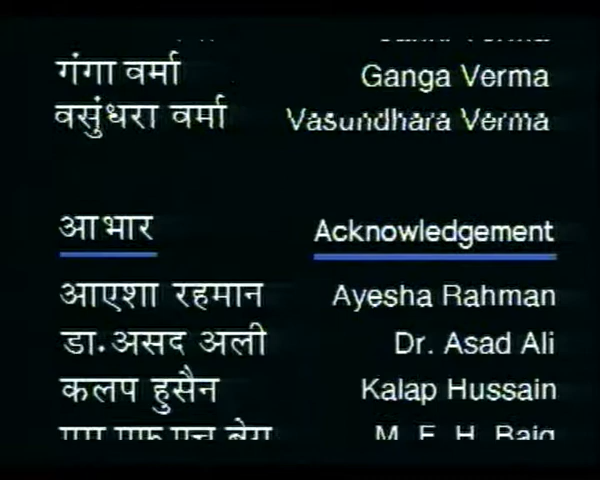 गंगा वर्मा Ganga Verma
वसुंधरा वर्मा Vasundhara Verma
आभार Acknowledgement
आएशा रहमान Ayesha Rahman
डा. असद अली Dr. Asad Ali
कलप हुसैन Kalap Hussain
M. F. H. Baig